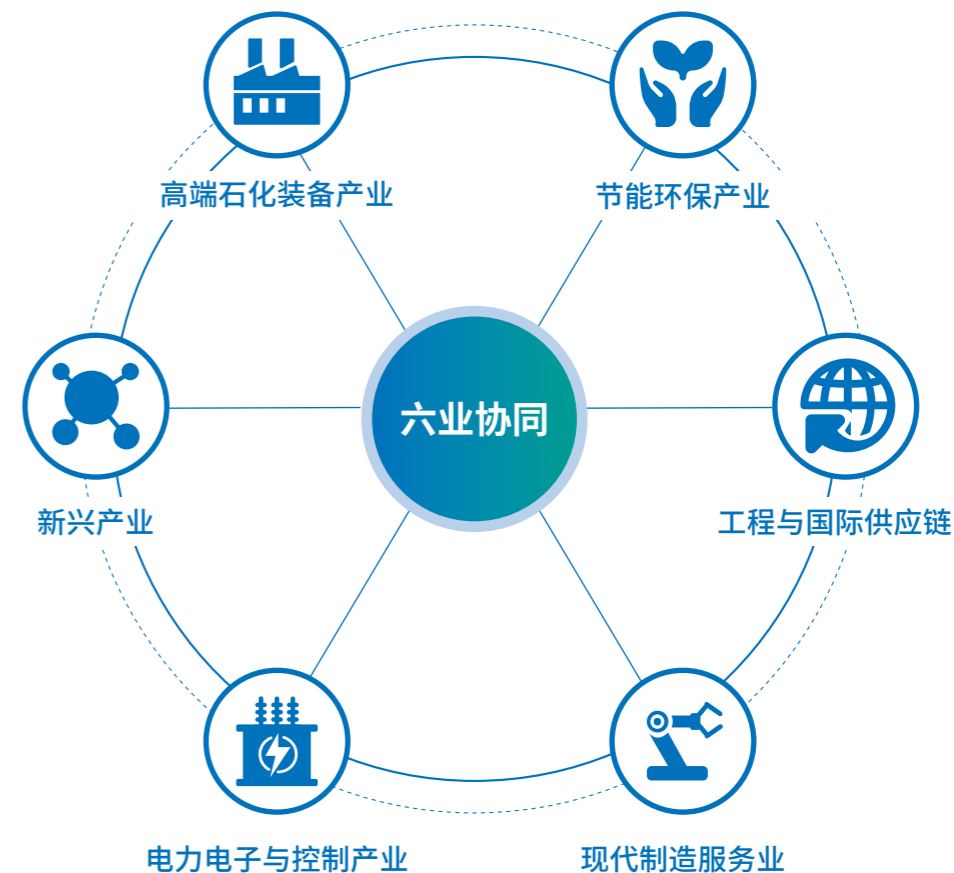 高端石化装备产业
节能环保产业
六业协同
新兴产业
工程与国际供应链
电力电子与控制产业
现代制造服务业